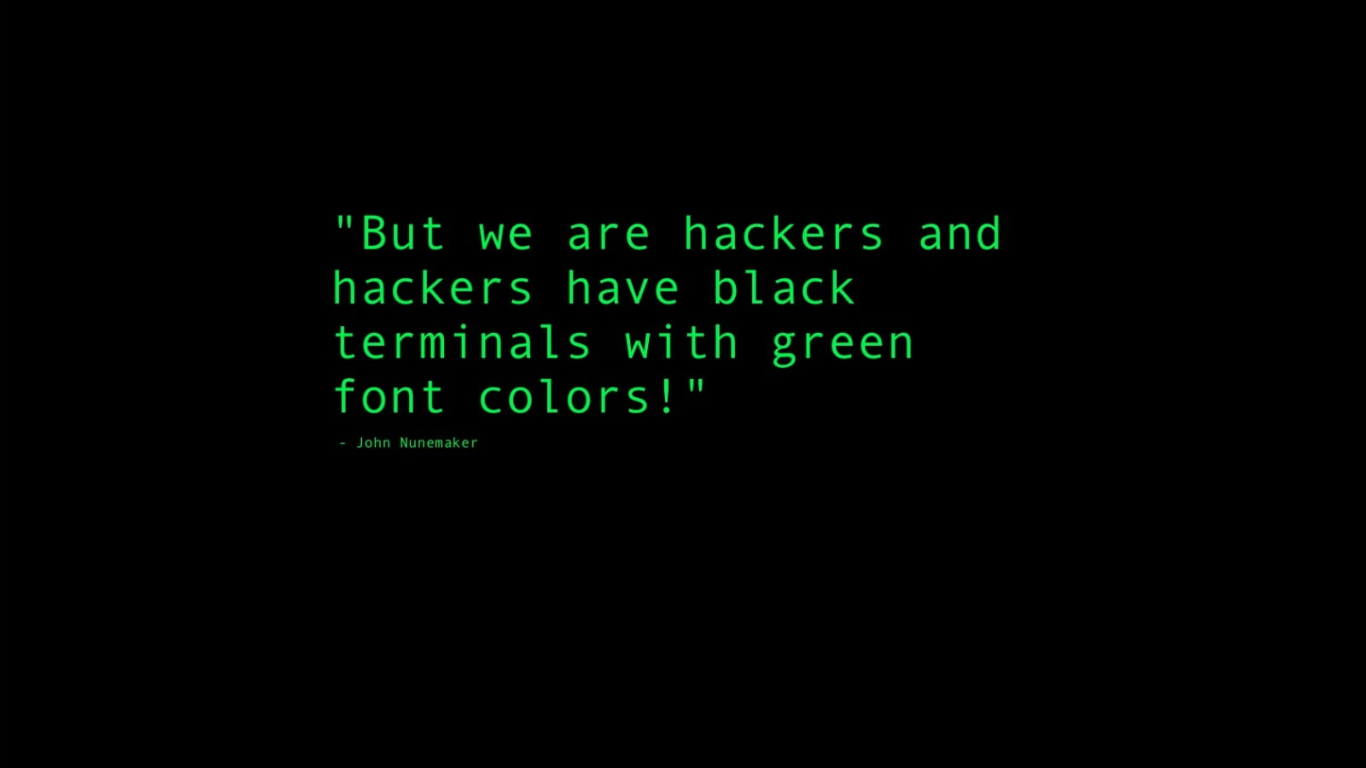 "But we are hackers and
hackers have black
terminals with green
font colors!"
- John Nunemaker